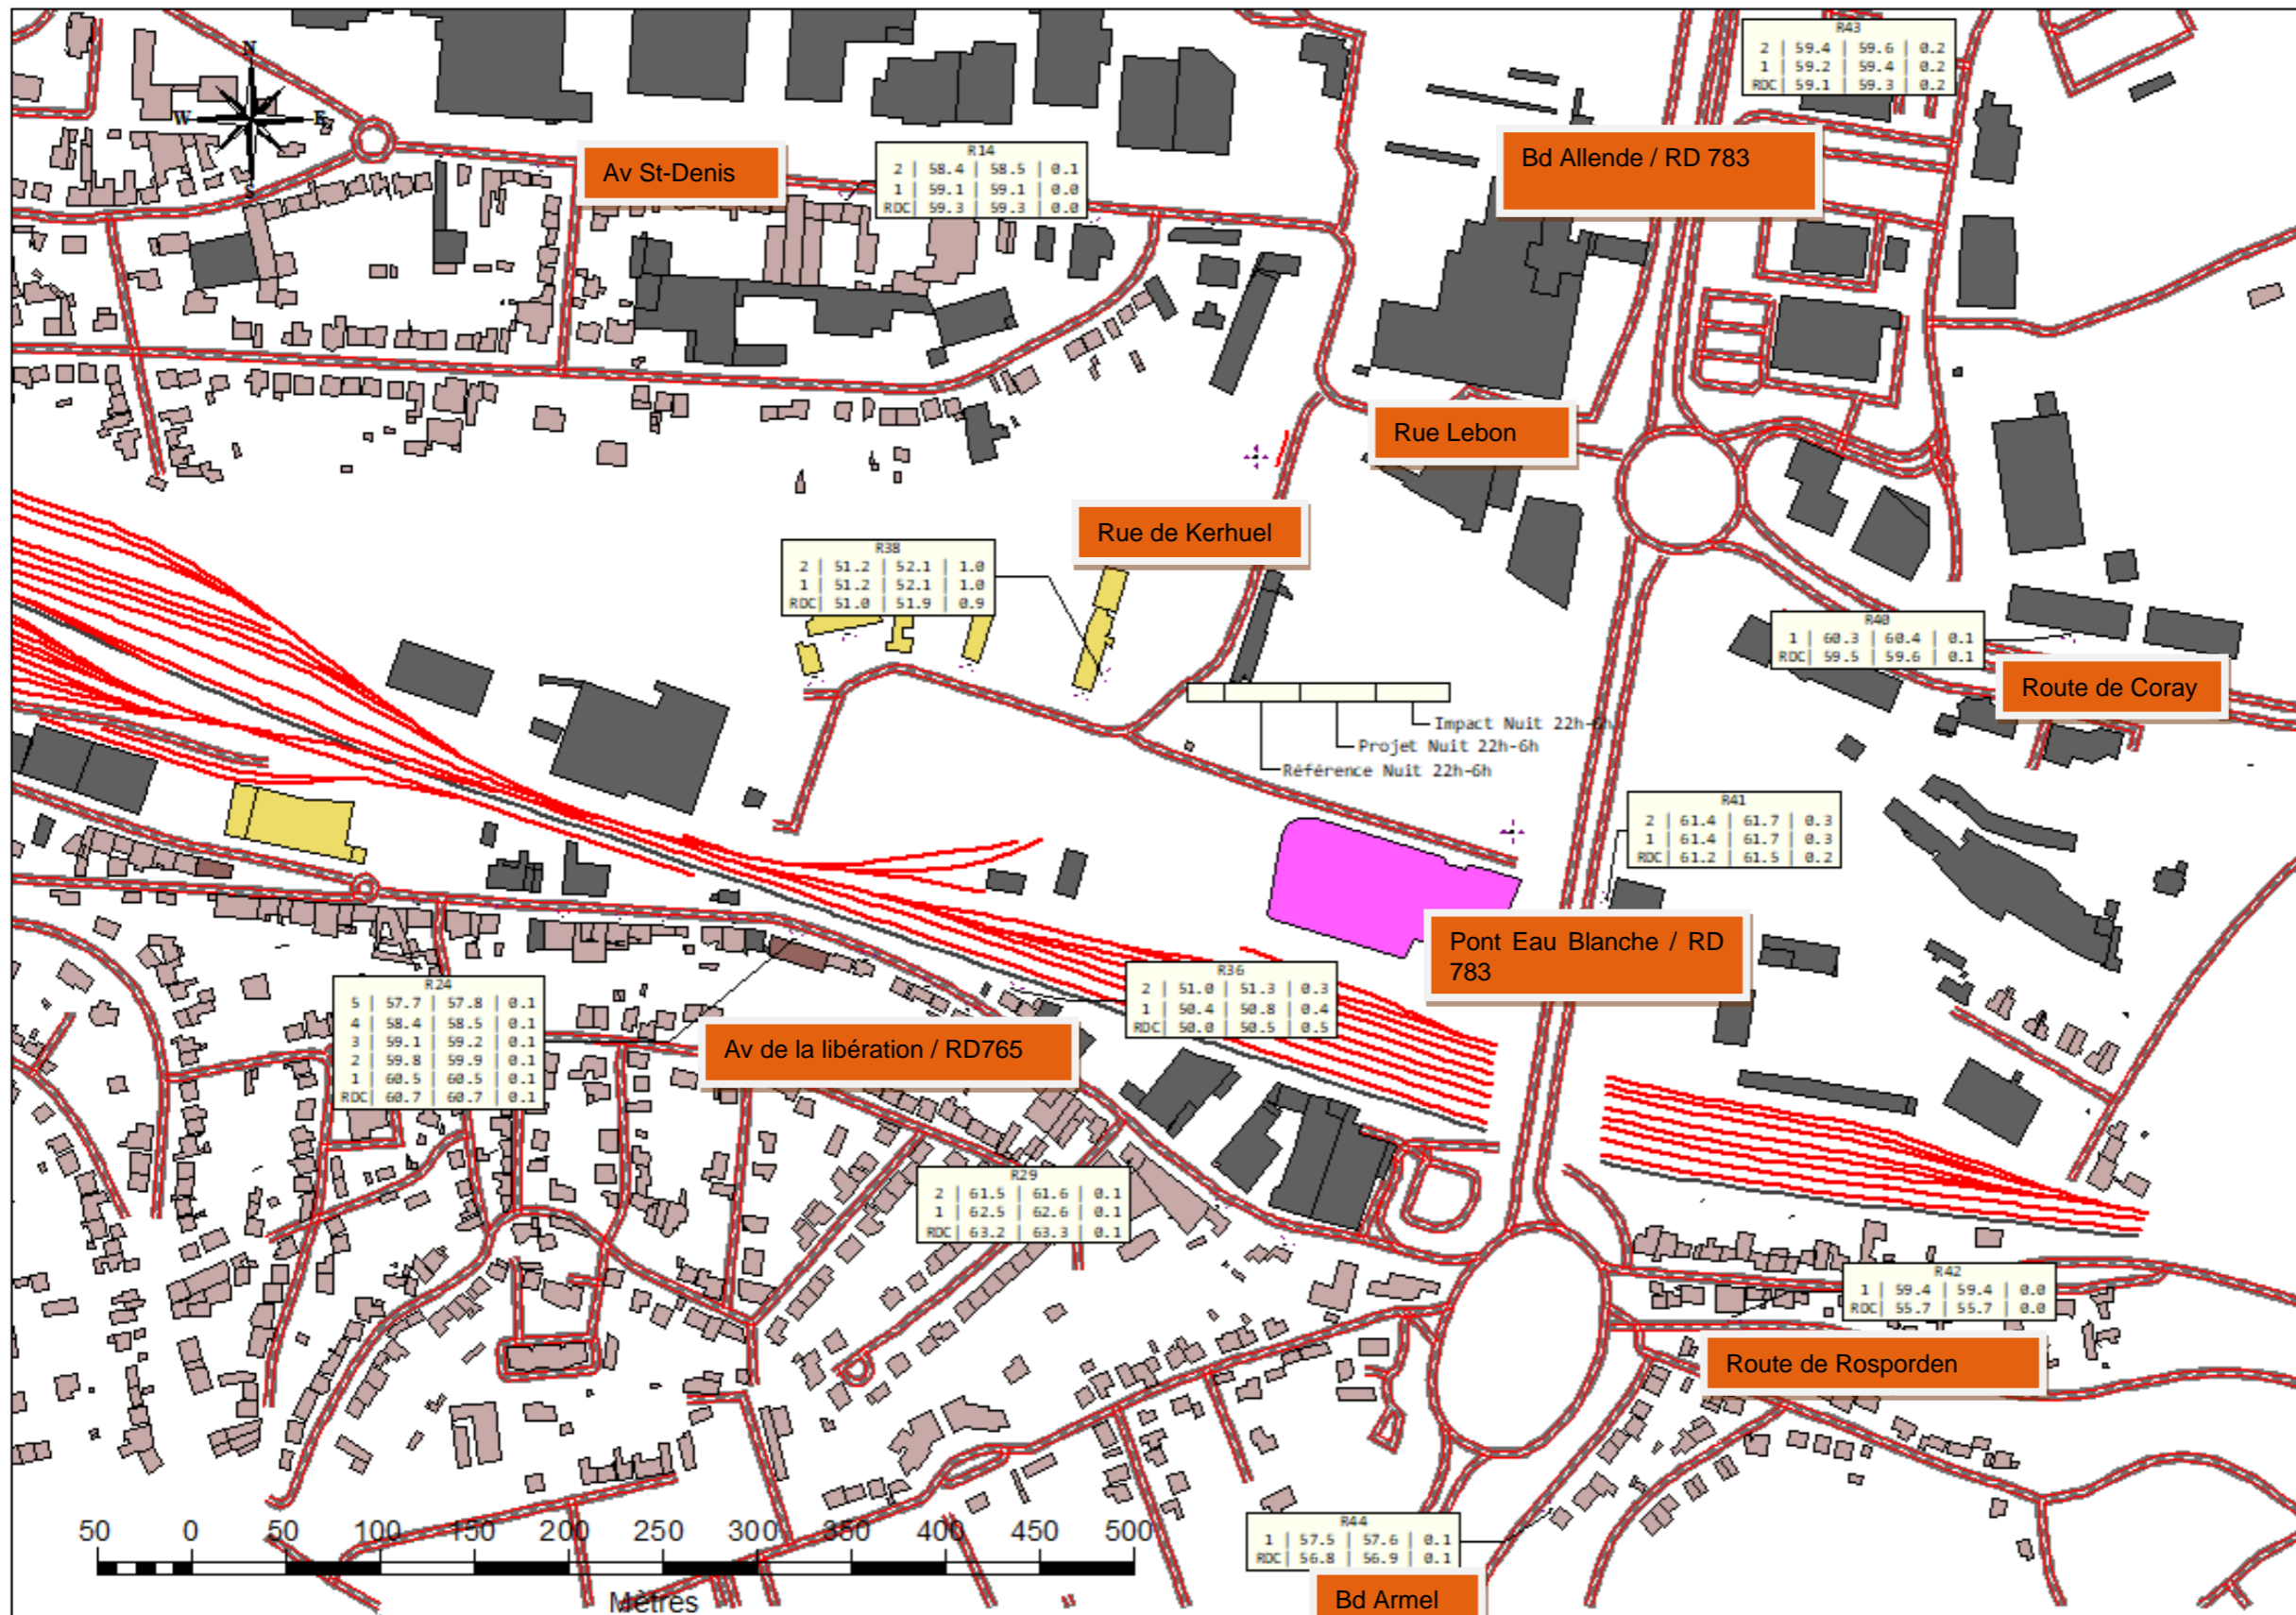 R43
2 | 59.4 | 59.6 | 0.2
1 | 59.2 | 59.4 | 0.2
RDC| 59.1 | 59.3 | 0.2
N
W
E
S
Av St-Denis
R14
2 | 58.4 | 58.5 | 0.1
1 | 59.1 | 59.1 | 0.0
RDC| 59.3 | 59.3 | 0.0
Bd Allende / RD 783
Rue Lebon
Rue de Kerhuel
R38
2 | 51.2 | 52.1 | 1.0
1 | 51.2 | 52.1 | 1.0
RDC| 51.0 | 51.9 | 0.9
R40
1 | 60.3 | 60.4 | 0.1
RDC| 59.5 | 59.6 | 0.1
Route de Coray
Impact Nuit 22h-6h
Projet Nuit 22h-6h
Référence Nuit 22h-6h
R41
2 | 61.4 | 61.7 | 0.3
1 | 61.4 | 61.7 | 0.3
RDC| 61.2 | 61.5 | 0.2
Pont Eau Blanche / RD
783
R36
2 | 51.0 | 51.3 | 0.3
1 | 50.4 | 50.8 | 0.4
RDC| 50.0 | 50.5 | 0.5
R24
5 | 57.7 | 57.8 | 0.1
4 | 58.4 | 58.5 | 0.1
3 | 59.1 | 59.2 | 0.1
2 | 59.8 | 59.9 | 0.1
1 | 60.5 | 60.5 | 0.1
RDC| 60.7 | 60.7 | 0.1
Av de la libération / RD765
R29
2 | 61.5 | 61.6 | 0.1
1 | 62.5 | 62.6 | 0.1
RDC| 63.2 | 63.3 | 0.1
R42
1 | 59.4 | 59.4 | 0.0
RDC| 55.7 | 55.7 | 0.0
Route de Rosporden
R44
1 | 57.5 | 57.6 | 0.1
RDC| 56.8 | 56.9 | 0.1
Bd Armel
50 0 50 100 150 200 250 300 350 400 450 500
Mètres